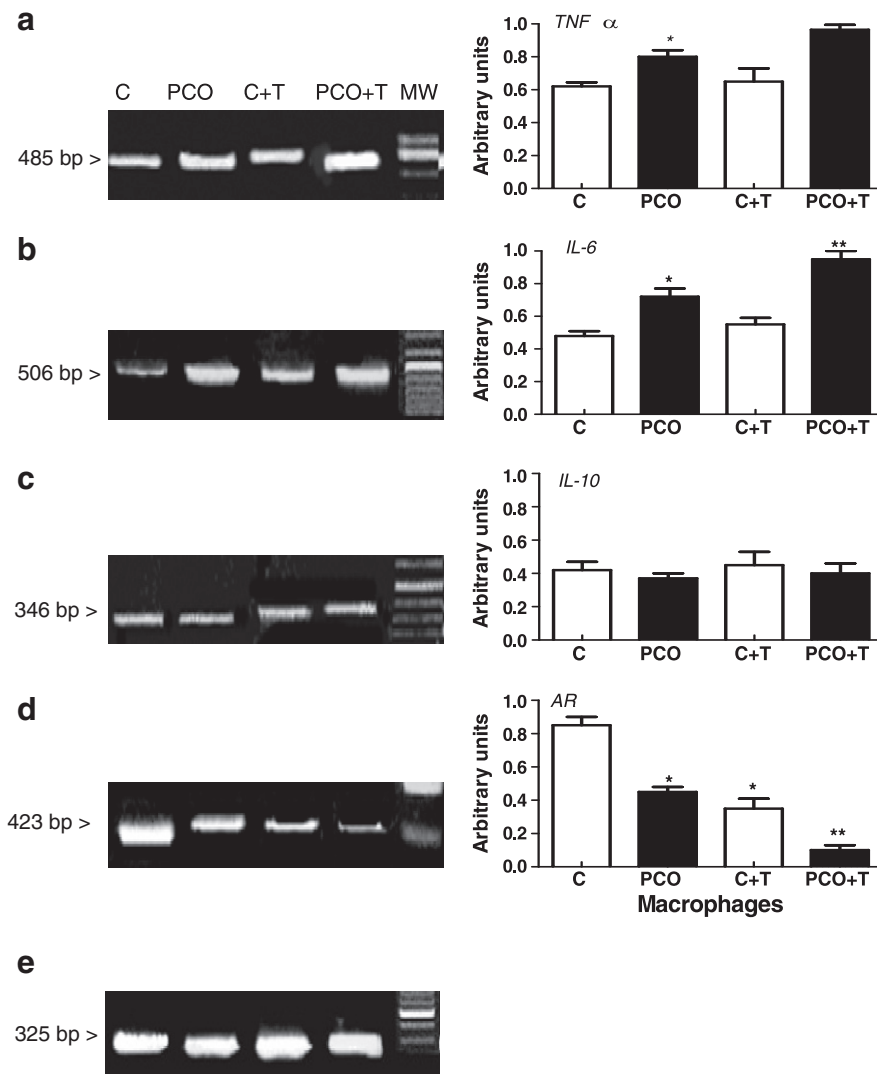 a
C PCO C+T PCO+T MW
485 bp >
TNF α
Arbitrary units
1.0
0.8
0.6
0.4
0.2
0.0
*
C PCO C+T PCO+T
b
506 bp >
IL-6
Arbitrary units
1.0
0.8
0.6
0.4
0.2
0.0
*
**
C PCO C+T PCO+T
c
346 bp >
IL-10
Arbitrary units
1.0
0.8
0.6
0.4
0.2
0.0
C PCO C+T PCO+T
d
423 bp >
AR
Arbitrary units
1.0
0.8
0.6
0.4
0.2
0.0
*
*
**
C PCO C+T PCO+T
Macrophages
e
325 bp >